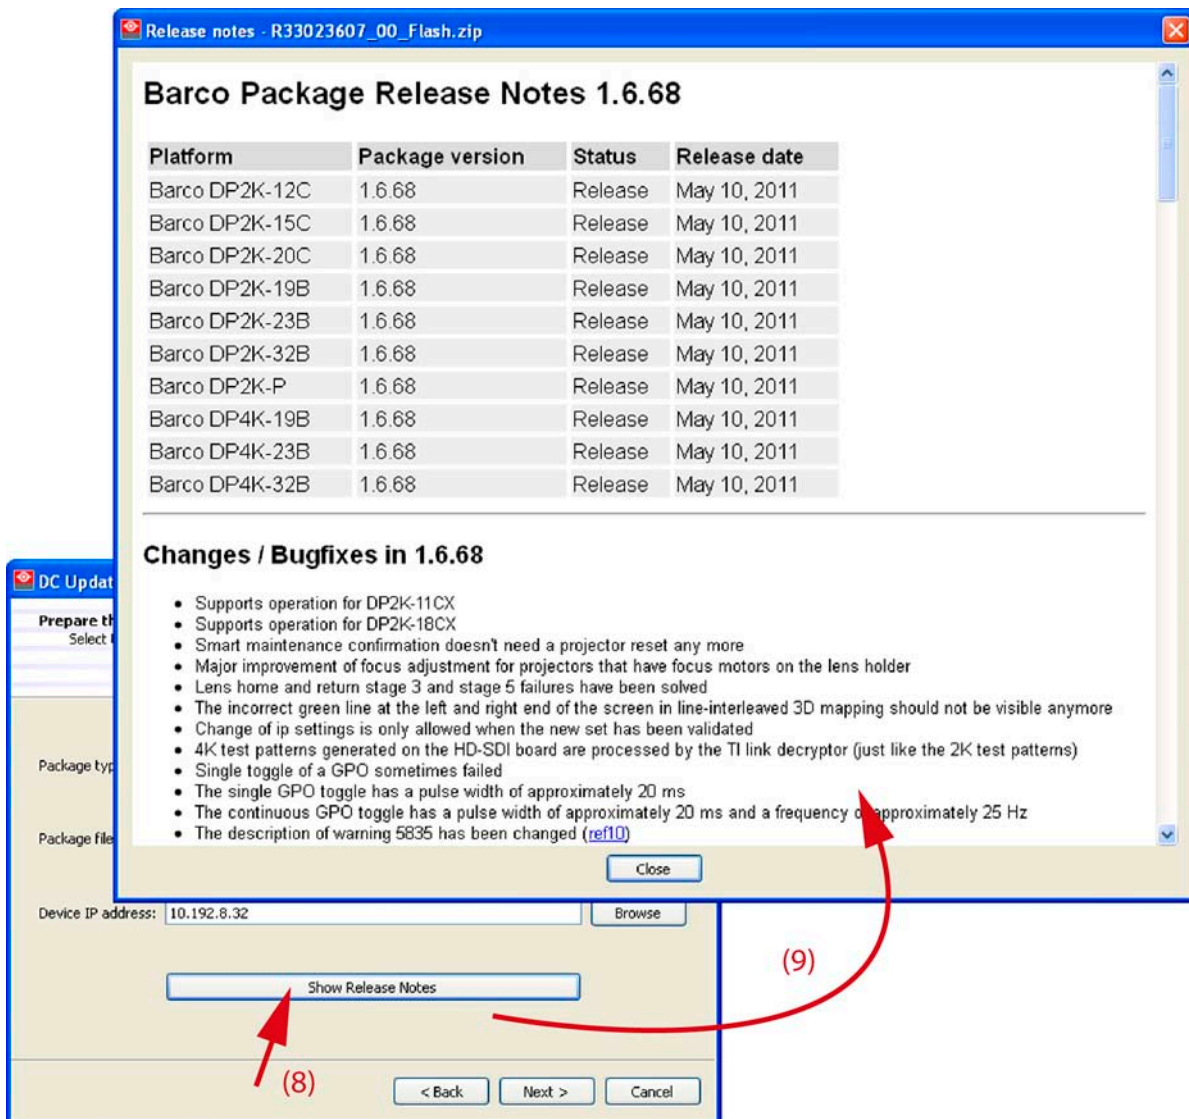 Release notes - R33023607_00_Flash.zip
Barco Package Release Notes 1.6.68
Platform Package version Status Release date
Barco DP2K-12C 1.6.68 Release May 10, 2011
Barco DP2K-15C 1.6.68 Release May 10, 2011
Barco DP2K-20C 1.6.68 Release May 10, 2011
Barco DP2K-19B 1.6.68 Release May 10, 2011
Barco DP2K-23B 1.6.68 Release May 10, 2011
Barco DP2K-32B 1.6.68 Release May 10, 2011
Barco DP2K-P 1.6.68 Release May 10, 2011
Barco DP4K-19B 1.6.68 Release May 10, 2011
Barco DP4K-23B 1.6.68 Release May 10, 2011
Barco DP4K-32B 1.6.68 Release May 10, 2011
Changes / Bugfixes in 1.6.68
• Supports operation for DP2K-11CX
• Supports operation for DP2K-18CX
• Smart maintenance confirmation doesn't need a projector reset any more
• Major improvement of focus adjustment for projectors that have focus motors on the lens holder
• Lens home and return stage 3 and stage 5 failures have been solved
• The incorrect green line at the left and right end of the screen in line-interleaved 3D mapping should not be visible anymore
• Change of ip settings is only allowed when the new set has been validated
• 4K test patterns generated on the HD-SDI board are processed by the TI link decryptor (just like the 2K test patterns)
• Single toggle of a GPO sometimes failed
• The single GPO toggle has a pulse width of approximately 20 ms
• The continuous GPO toggle has a pulse width of approximately 20 ms and a frequency of approximately 25 Hz
• The description of warning 5835 has been changed (ref10)
Close
DC Updat
Prepare th
Select
Package typ
Package file
Device IP address: 10.192.8.32 Browse
Show Release Notes
(9)
(8)
< Back Next > Cancel